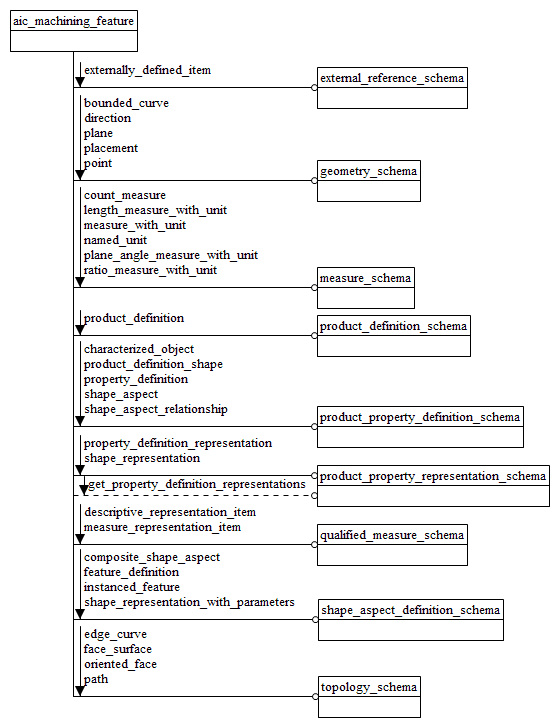 aic_machining_feature
externally_defined_item
external_reference_schema
bounded_curve
direction
plane
placement
point
geometry_schema
count_measure
length_measure_with_unit
measure_with_unit
named_unit
plane_angle_measure_with_unit
ratio_measure_with_unit
measure_schema
product_definition
product_definition_schema
characterized_object
product_definition_shape
property_definition
shape_aspect
shape_aspect_relationship
product_property_definition_schema
property_definition_representation
shape_representation
product_property_representation_schema
get_property_definition_representations
descriptive_representation_item
measure_representation_item
qualified_measure_schema
composite_shape_aspect
feature_definition
instanced_feature
shape_representation_with_parameters
shape_aspect_definition_schema
edge_curve
face_surface
oriented_face
path
topology_schema